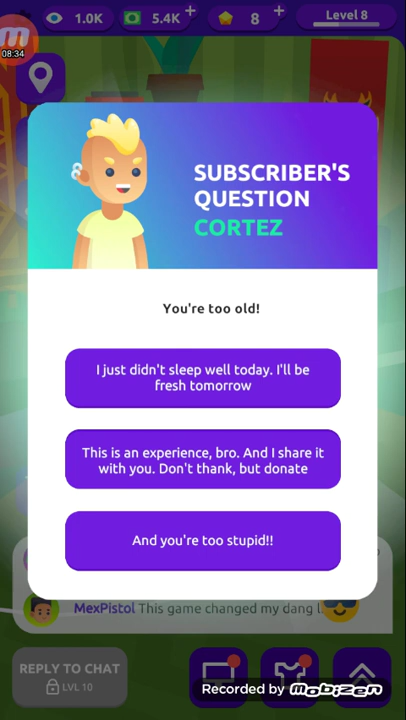 1.0K
5.4K +
8 +
Level 8
08:34
SUBSCRIBER'S
QUESTION
CORTEZ
You're too old!
I just didn't sleep well today. I'll be
fresh tomorrow
This is an experience, bro. And I share it
with you. Don't thank, but donate
And you're too stupid!!
MexPistol This game changed my dang l
REPLY TO CHAT
LVL 10
Recorded by mobizen